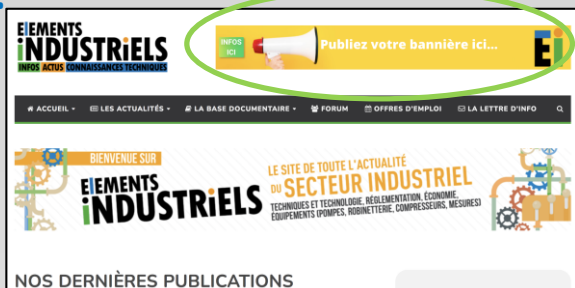 ElEMENTS
iNDUSTRiELS
INFOS ACTUS CONNAISSANCES TECHNIQUES
INFOS
ICI
Publiez votre bannière ici...
Ei
ACCUEIL
LES ACTUALITÉS
LA BASE DOCUMENTAIRE
FORUM
OFFRES D'EMPLOI
LA LETTRE D'INFO
BIENVENUE SUR
ElEMENTS
iNDUSTRiELS
LE SITE DE TOUTE L'ACTUALITÉ
DU SECTEUR INDUSTRIEL
TECHNIQUES ET TECHNOLOGIE, RÉGLEMENTATION, ÉCONOMIE,
ÉQUIPEMENTS (POMPES, ROBINETTERIE, COMPRESSEURS, MESURES)
NOS DERNIÈRES PUBLICATIONS